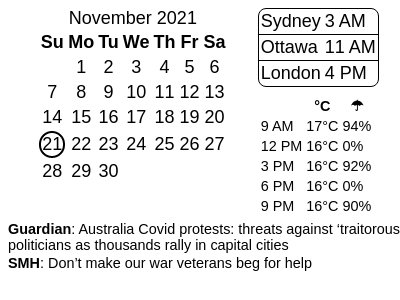 November 2021
Su Mo Tu We Th Fr Sa
1 2 3 4 5 6
7 8 9 10 11 12 13
14 15 16 17 18 19 20
21 22 23 24 25 26 27
28 29 30
Sydney 3 AM
Ottawa 11 AM
London 4 PM
°C ☂
9 AM 17°C 94%
12 PM 16°C 0%
3 PM 16°C 92%
6 PM 16°C 0%
9 PM 16°C 90%
Guardian: Australia Covid protests: threats against ‘traitorous
politicians as thousands rally in capital cities
SMH: Don’t make our war veterans beg for help